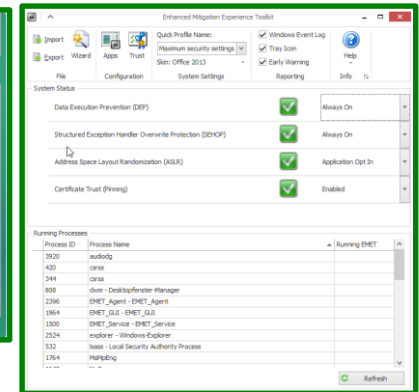 Enhanced Mitigation Experience Toolkit
Import
Export
Wizard
Apps
Trust
Quick Profile Name:
Maximum security settings
Skin: Office 2013
Windows Event Log
Tray Icon
Early Warning
Help
File
Configuration
System Settings
Reporting
Info
System Status
Data Execution Prevention (DEP)
Always On
Structured Exception Handler Overwrite Protection (SEHOP)
Always On
Address Space Layout Randomization (ASLR)
Application Opt In
Certificate Trust (Pinning)
Enabled
Running Processes
Process ID Process Name Running EMET
3920 audiodg
420 csrss
344 csrss
808 dwm - Desktopfenster-Manager
2396 EMET_Agent - EMET_Agent
1964 EMET_GUI - EMET_GUI
1500 EMET_Service - EMET_Service
2524 explorer - Windows-Explorer
532 lsass - Local Security Authority Process
1764 MsMpEng
Refresh